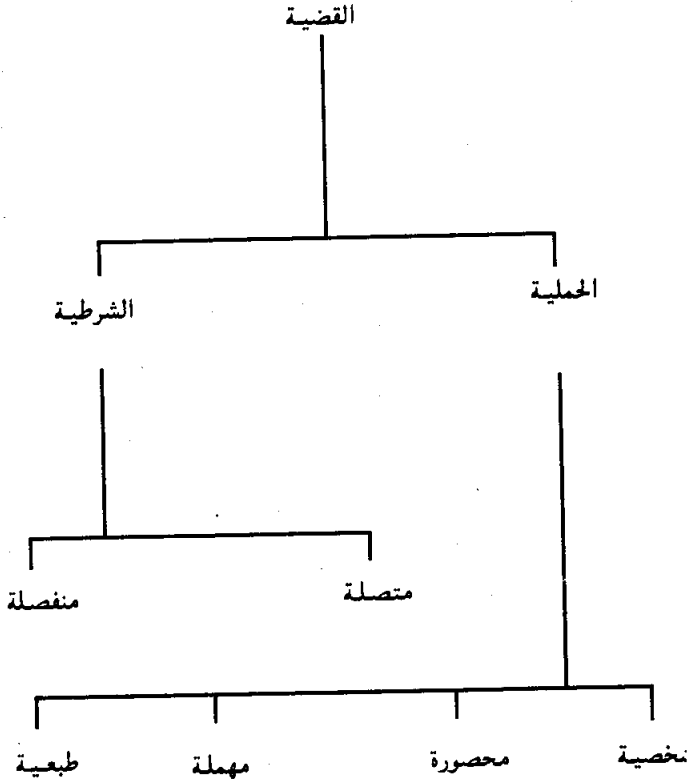 القضية
الحملية
الشرطية
متصلة
منفصلة
محصورة
مهملة
طبعية